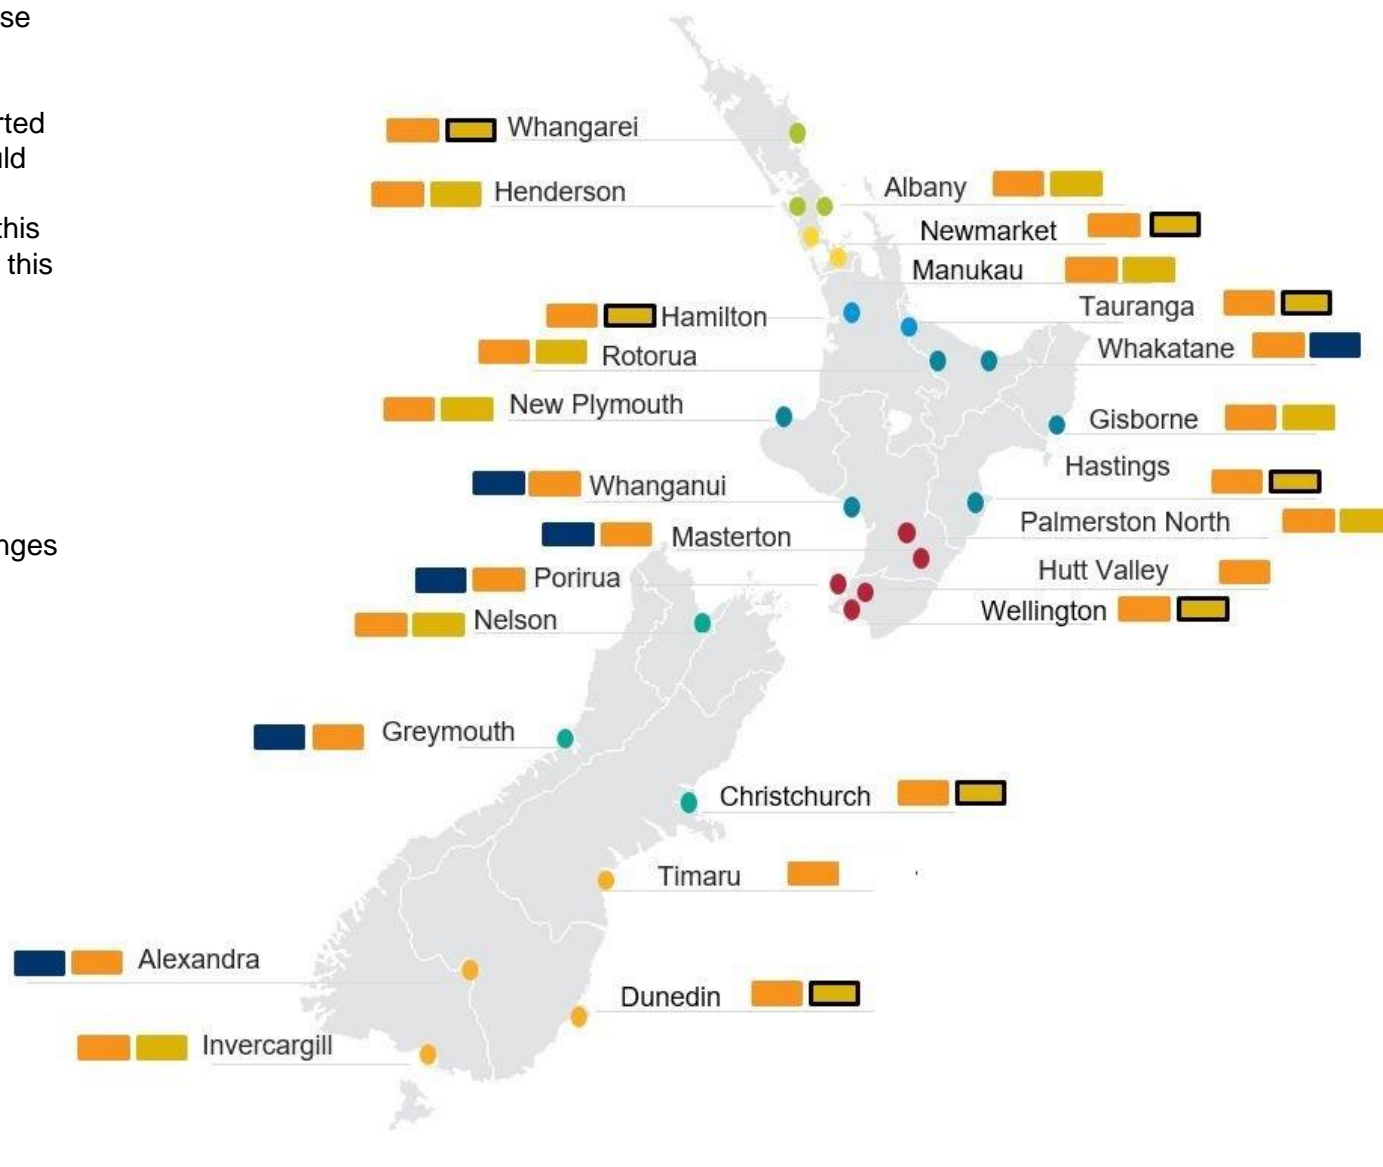 se
rted
uld
this
this
nges
Whangarei
Henderson
Albany
Newmarket
Manukau
Hamilton
Tauranga
Rotorua
Whakatane
New Plymouth
Gisborne
Hastings
Whanganui
Palmerston North
Masterton
Hutt Valley
Porirua
Wellington
Nelson
Greymouth
Christchurch
Timaru
Alexandra
Dunedin
Invercargill